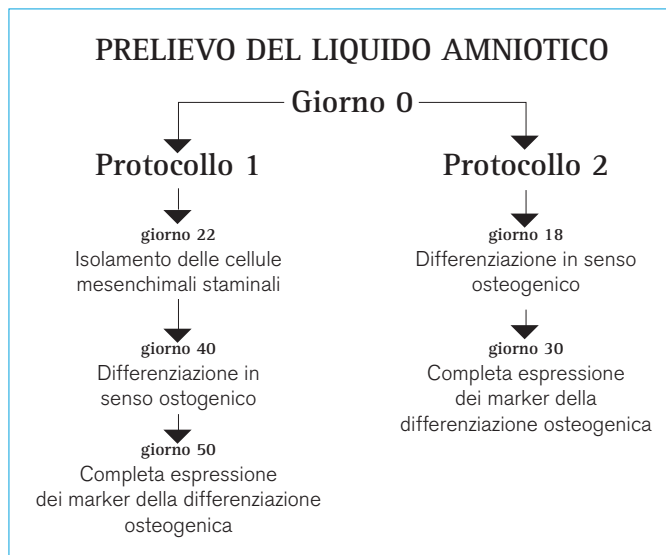 PRELIEVO DEL LIQUIDO AMNIOTICO
Giorno 0
Protocollo 1
giorno 22
Isolamento delle cellule
mesenchimali staminali
giorno 40
Differenziazione in
senso ostogenico
giorno 50
Completa espressione
dei marker della differenziazione
osteogenica
Protocollo 2
giorno 18
Differenziazione in senso
osteogenico
giorno 30
Completa espressione
dei marker della
differenziazione osteogenica